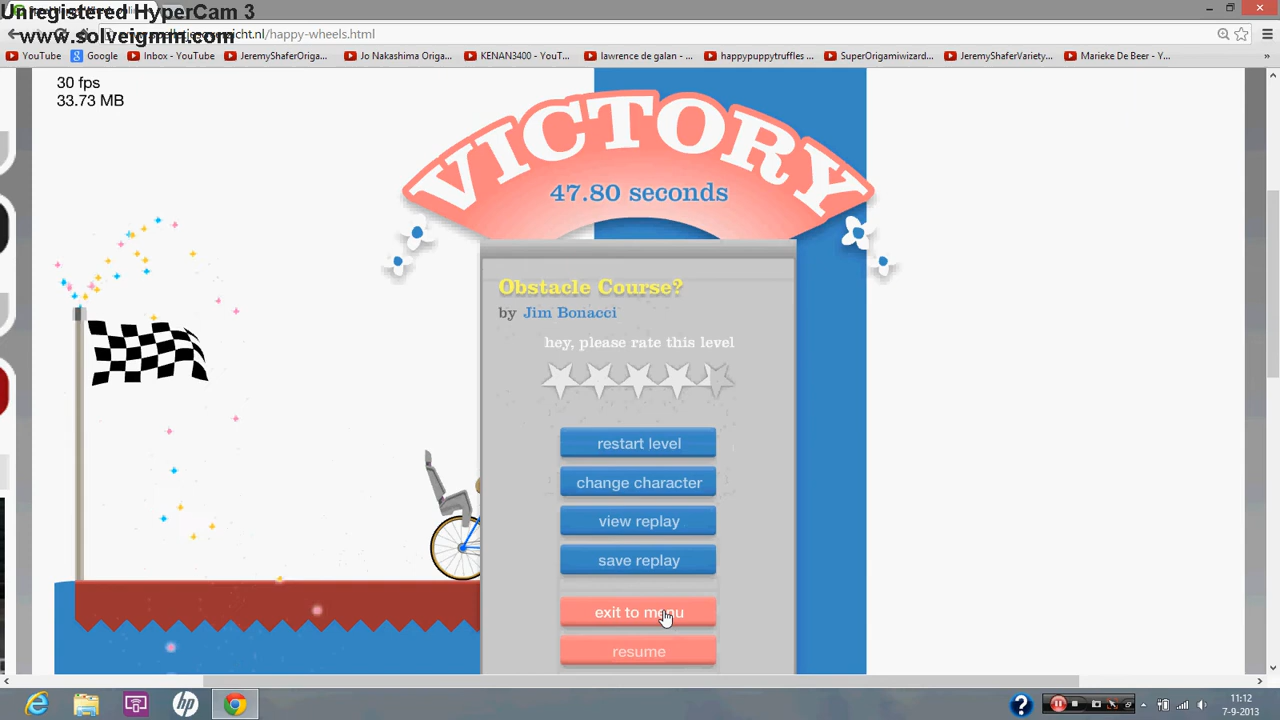 Unregistered HyperCam 3
www.solveigmm.com
zicht.nl/happy-wheels.html
YouTube
Google
Inbox - YouTube
JeremyShaferOriga...
Jo Nakashima Origa...
KENAN3400 - YouT...
lawrence de galan - ...
happypuppytruffles ...
SuperOrigamiwizard...
JeremyShaferVariety...
Marieke De Beer - Y...
»
30 fps
33.73 MB
VICTORY
47.80 seconds
Obstacle Course?
by Jim Bonacci
hey, please rate this level
restart level
change character
view replay
save replay
exit to menu
resume
hp
?
11:12
7-9-2013